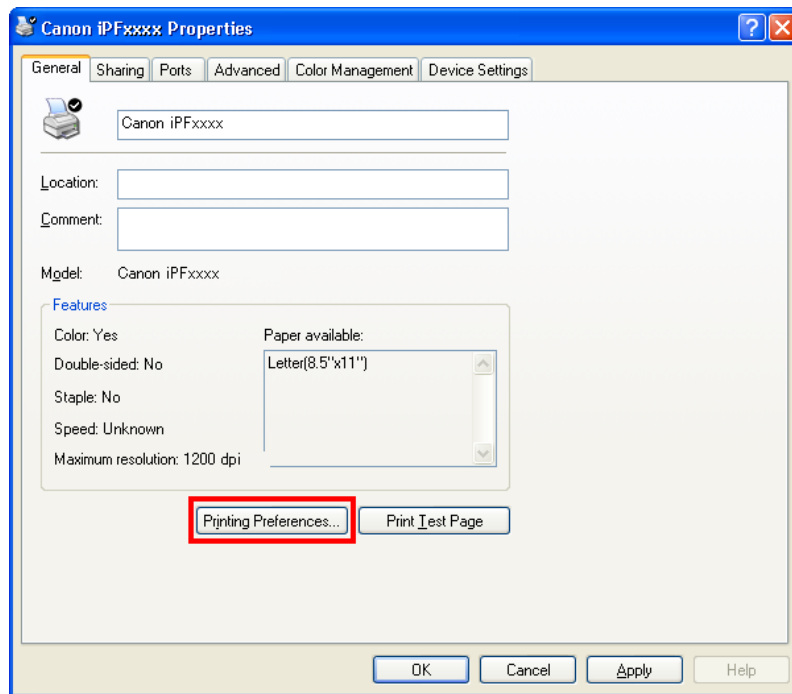 Canon iPFxxxx Properties
General Sharing Ports Advanced Color Management Device Settings
Canon iPFxxxx
Location:
Comment:
Model: Canon iPFxxxx
Features
Color: Yes Paper available:
Double-sided: No Letter(8.5"x11")
Staple: No
Speed: Unknown
Maximum resolution: 1200 dpi
Printing Preferences... Print Test Page
OK Cancel Apply Help